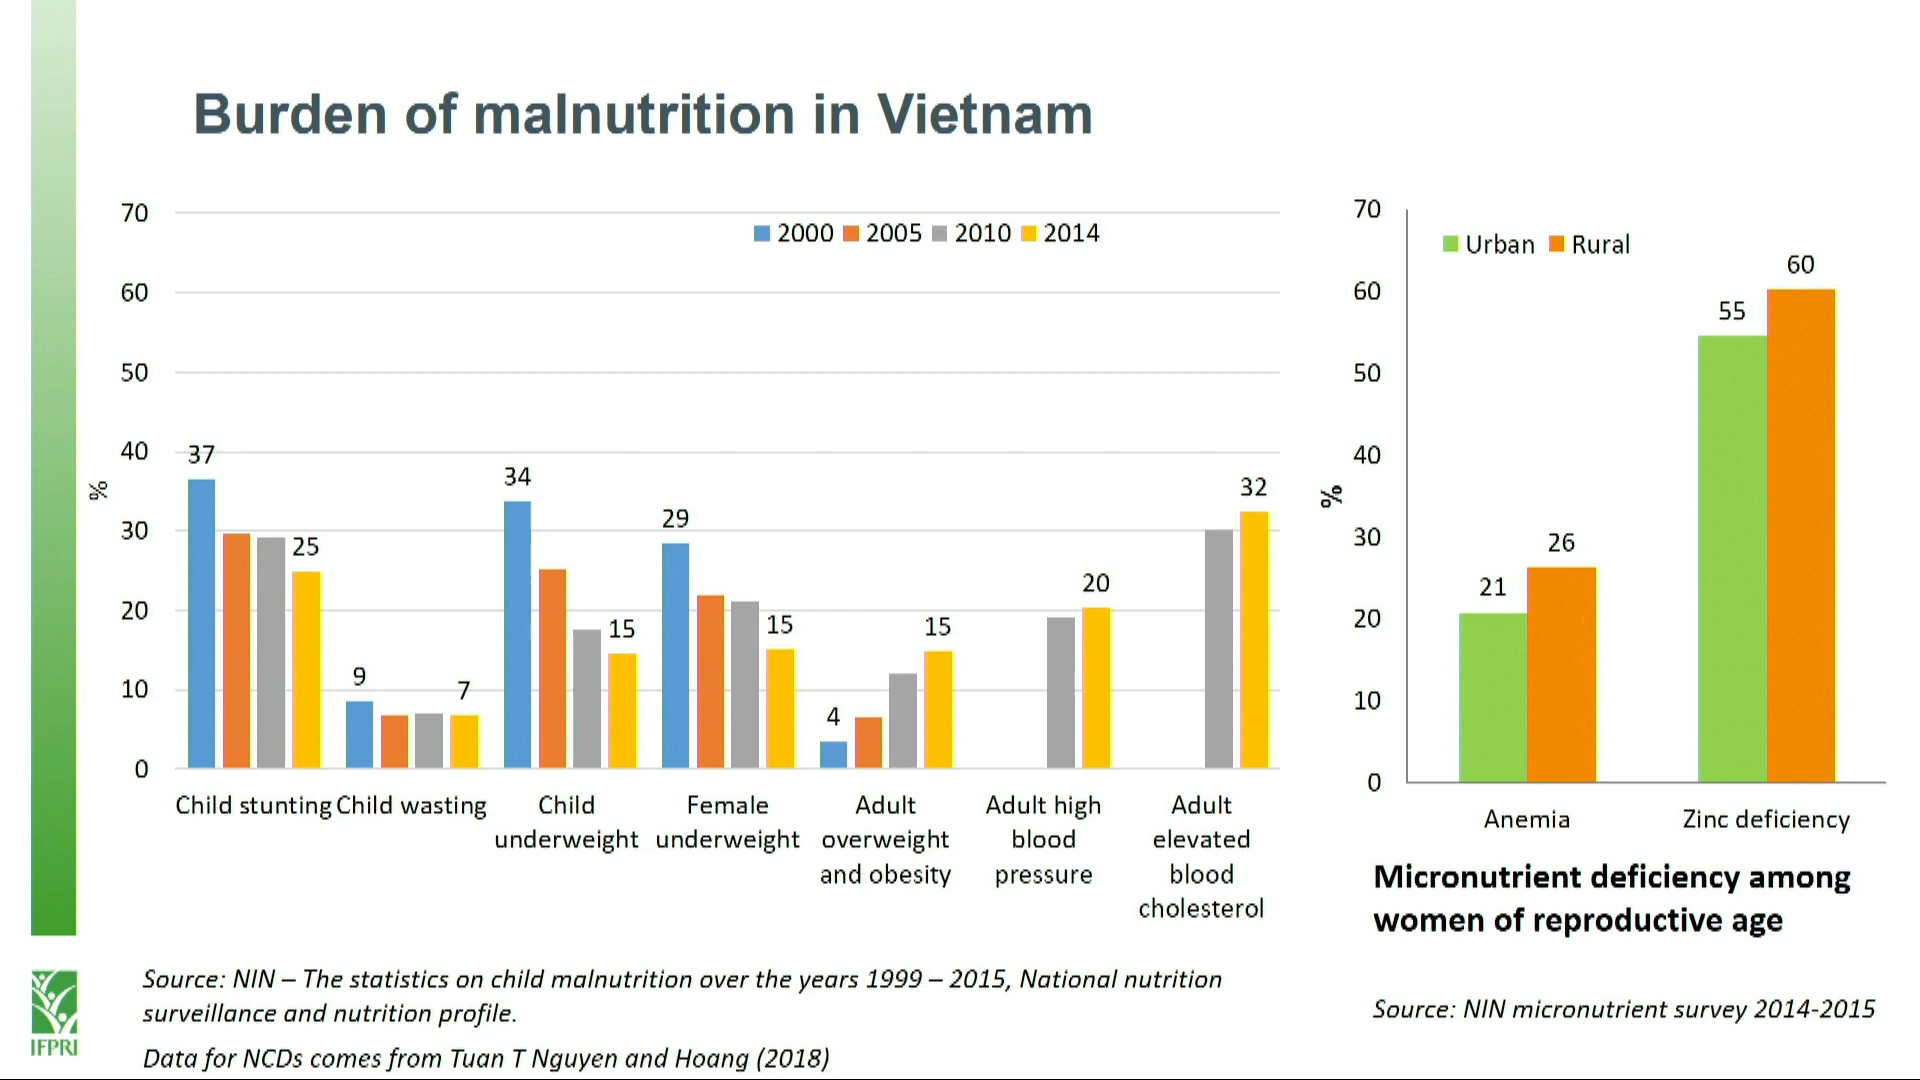 Burden of malnutrition in Vietnam
70
60
50
40
30
20
10
0
%
2000 2005 2010 2014
37
25
9
7
34
15
29
15
4
15
20
32
Child stunting
Child wasting
Child
underweight
Female
underweight
Adult
overweight
and obesity
Adult high
blood
pressure
Adult
elevated
blood
cholesterol
Source: NIN – The statistics on child malnutrition over the years 1999 – 2015, National nutrition
surveillance and nutrition profile.
Data for NCDs comes from Tuan T Nguyen and Hoang (2018)
70
60
50
40
30
20
10
0
%
Urban Rural
21
26
55
60
Anemia
Zinc deficiency
Micronutrient deficiency among
women of reproductive age
Source: NIN micronutrient survey 2014-2015
IFPRI